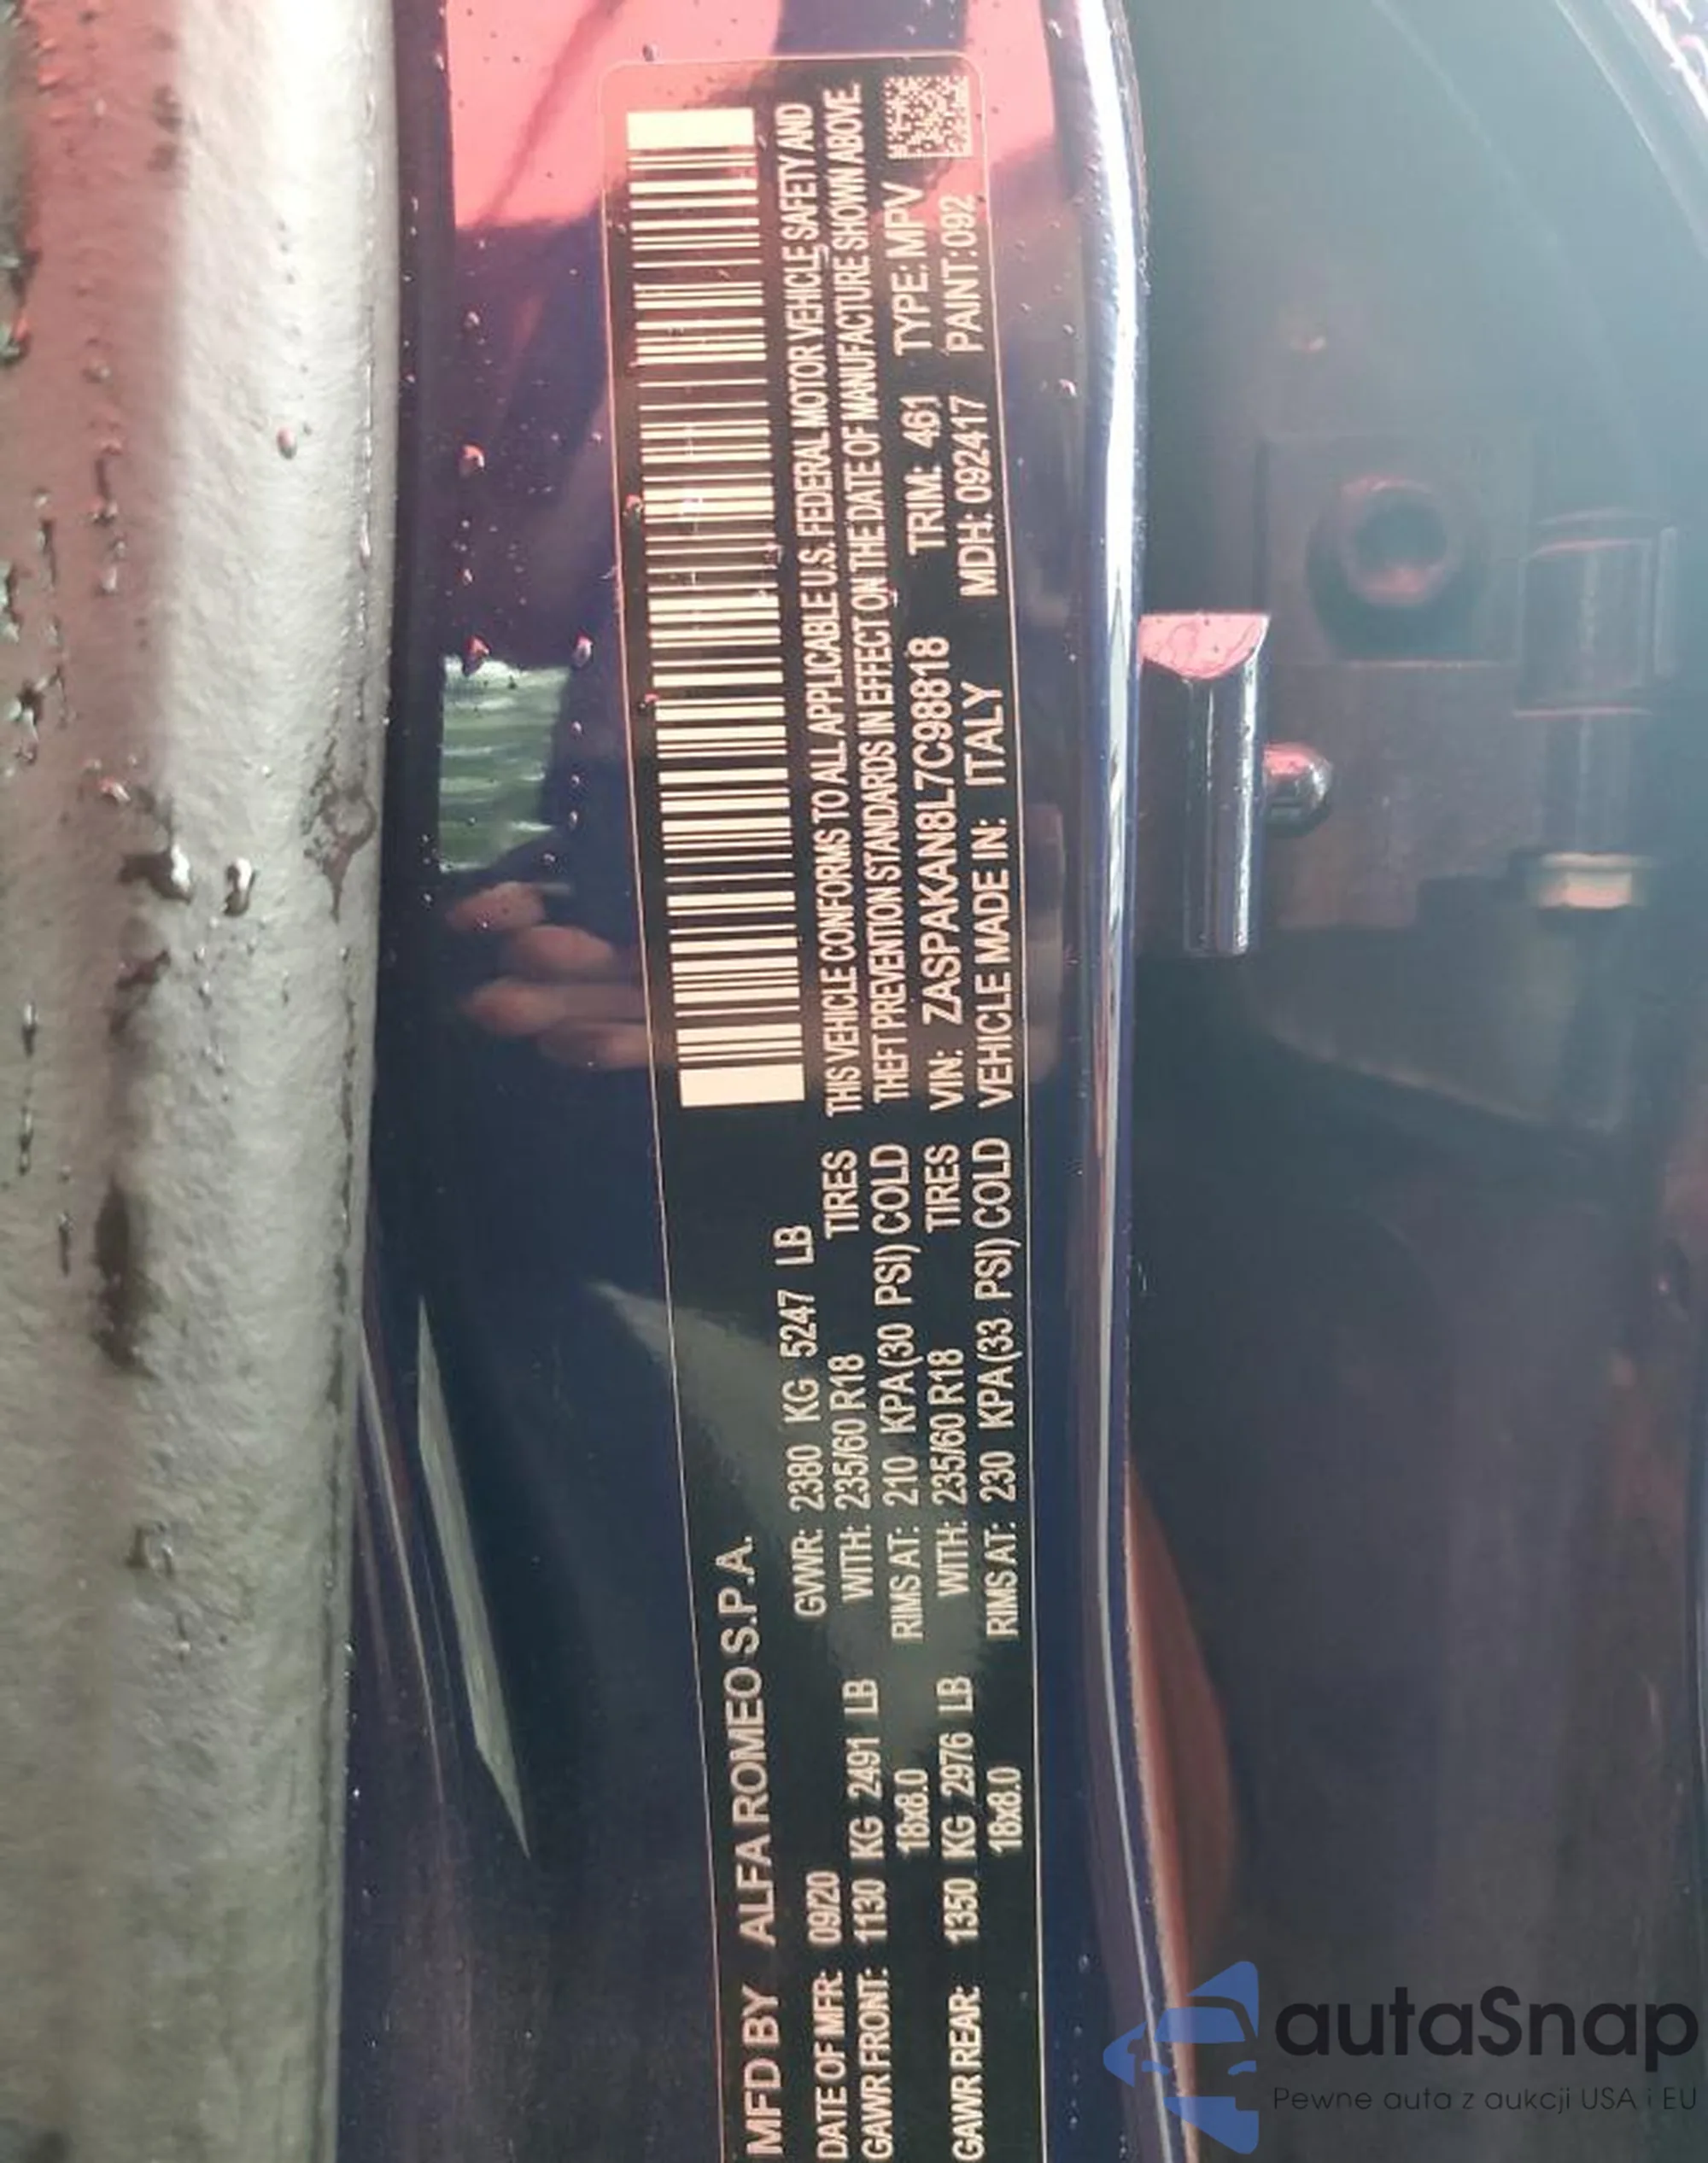 MFD BY ALFA ROMEO S.P.A.
DATE OF MFR: 09/20 GVWR: 2380 KG 5247 LB
GAWR FRONT: 1130 KG 2491 LB WITH: 235/60 R18 TIRES
18x8.0 RIMS AT: 210 KPA (30 PSI) COLD
GAWR REAR: 1350 KG 2976 LB WITH: 235/60 R18 TIRES
18x8.0 RIMS AT: 230 KPA (33 PSI) COLD
THIS VEHICLE CONFORMS TO ALL APPLICABLE U.S. FEDERAL MOTOR VEHICLE SAFETY AND
THEFT PREVENTION STANDARDS IN EFFECT ON THE DATE OF MANUFACTURE SHOWN ABOVE.
VIN: ZASPAKAN8L7C98818 TRIM: 461 TYPE: MPV
VEHICLE MADE IN: ITALY MDH: 092417 PAINT: 092
autaSnap
Pewne auta z aukcji USA i EU